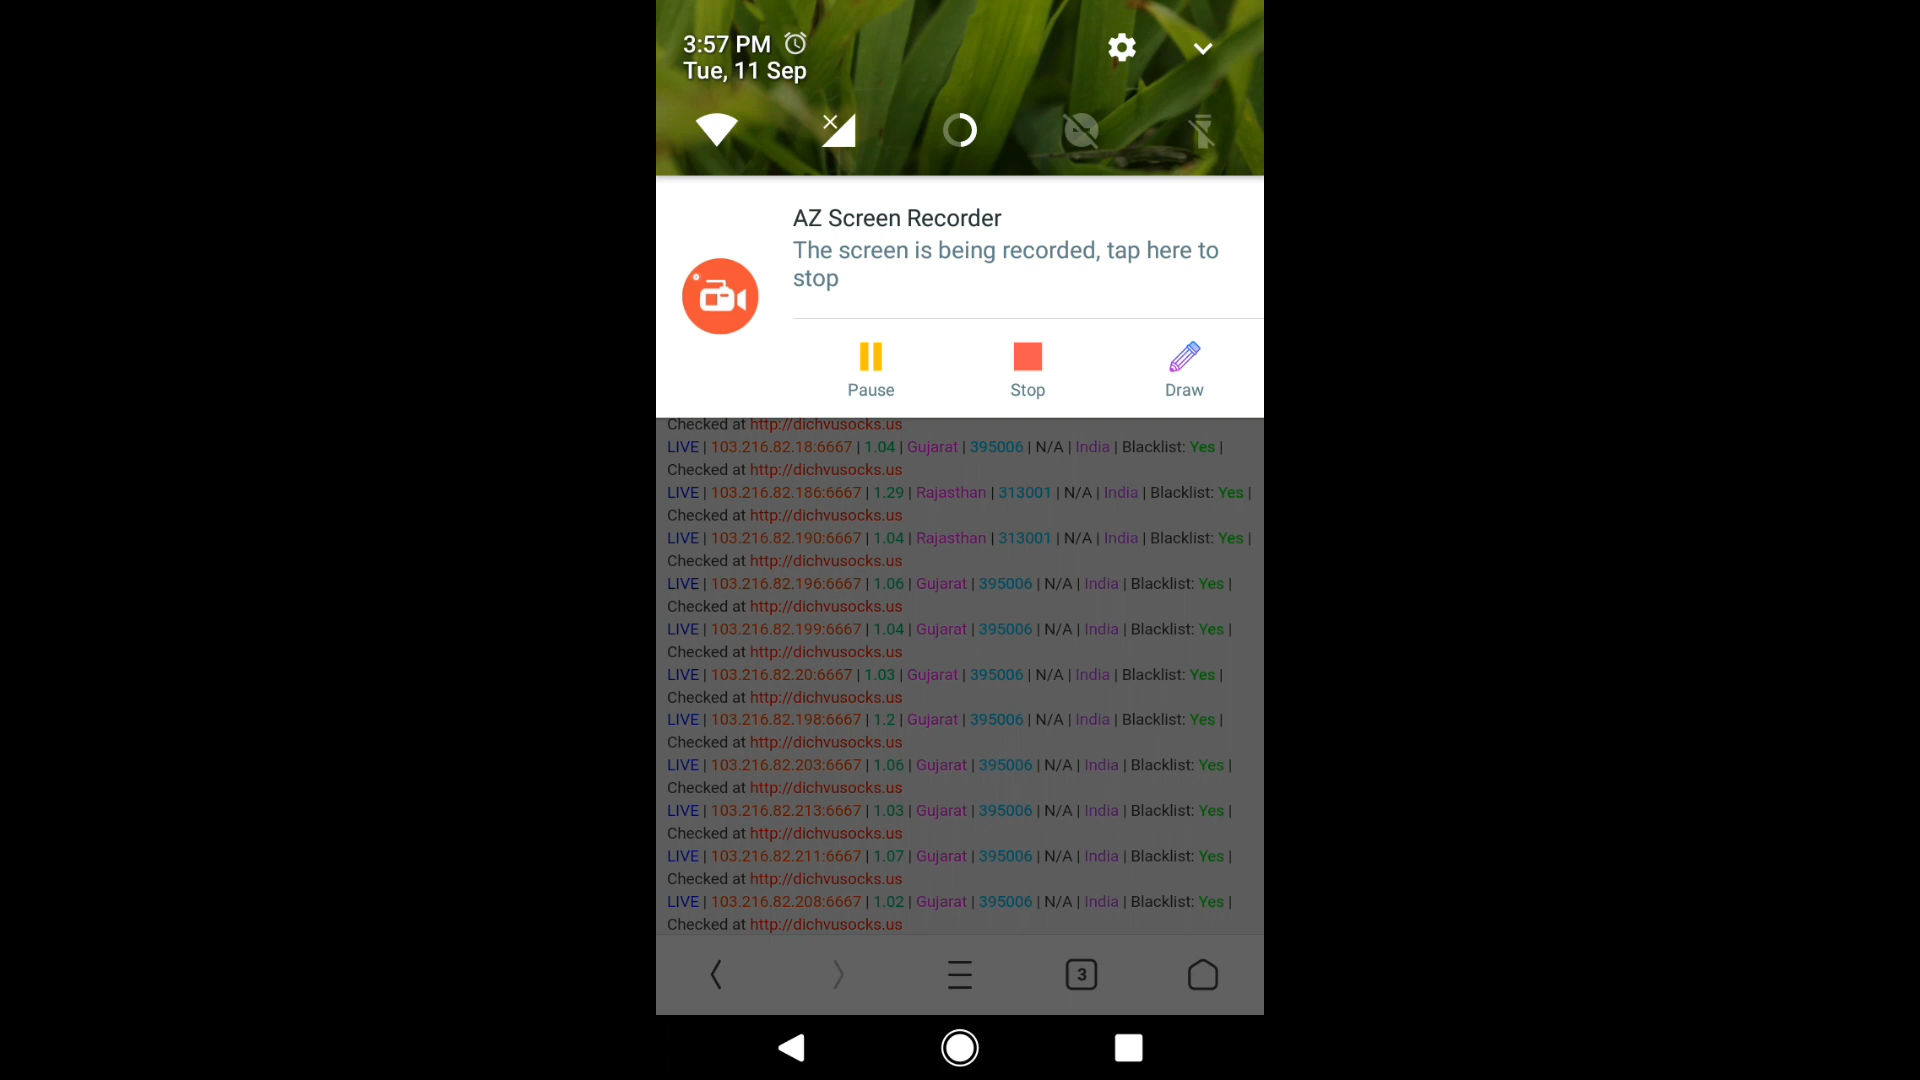 3:57 PM
Tue, 11 Sep
AZ Screen Recorder
The screen is being recorded, tap here to
stop
Pause
Stop
Draw
Checked at http://dichvusocks.us
LIVE | 103.216.82.18:6667 | 1.04 | Gujarat | 395006 | N/A | India | Blacklist: Yes |
Checked at http://dichvusocks.us
LIVE | 103.216.82.186:6667 | 1.29 | Rajasthan | 313001 | N/A | India | Blacklist: Yes |
Checked at http://dichvusocks.us
LIVE | 103.216.82.190:6667 | 1.04 | Rajasthan | 313001 | N/A | India | Blacklist: Yes |
Checked at http://dichvusocks.us
LIVE | 103.216.82.196:6667 | 1.06 | Gujarat | 395006 | N/A | India | Blacklist: Yes |
Checked at http://dichvusocks.us
LIVE | 103.216.82.199:6667 | 1.04 | Gujarat | 395006 | N/A | India | Blacklist: Yes |
Checked at http://dichvusocks.us
LIVE | 103.216.82.20:6667 | 1.03 | Gujarat | 395006 | N/A | India | Blacklist: Yes |
Checked at http://dichvusocks.us
LIVE | 103.216.82.198:6667 | 1.2 | Gujarat | 395006 | N/A | India | Blacklist: Yes |
Checked at http://dichvusocks.us
LIVE | 103.216.82.203:6667 | 1.06 | Gujarat | 395006 | N/A | India | Blacklist: Yes |
Checked at http://dichvusocks.us
LIVE | 103.216.82.213:6667 | 1.03 | Gujarat | 395006 | N/A | India | Blacklist: Yes |
Checked at http://dichvusocks.us
LIVE | 103.216.82.211:6667 | 1.07 | Gujarat | 395006 | N/A | India | Blacklist: Yes |
Checked at http://dichvusocks.us
LIVE | 103.216.82.208:6667 | 1.02 | Gujarat | 395006 | N/A | India | Blacklist: Yes |
Checked at http://dichvusocks.us
3